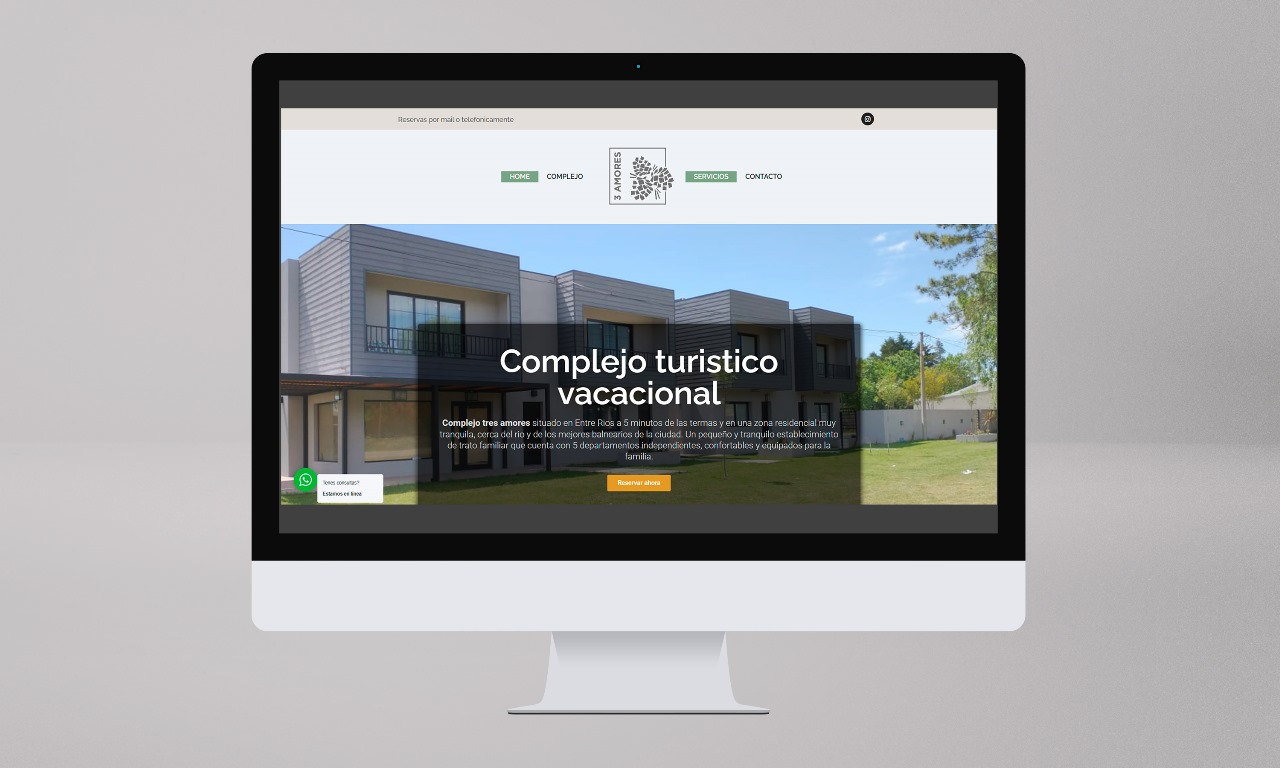 Reservas por mail o telefonicamente
HOME
COMPLEJO
3 AMORES
SERVICIOS
CONTACTO
Complejo turistico
vacacional
Complejo tres amores situado en Entre Rios a 5 minutos de las termas y en una zona residencial muy
tranquila, cerca del rio y de los mejores balnearios de la ciudad. Un pequeño y tranquilo establecimiento
de trato familiar que cuenta con 5 departamentos independientes, confortables y equipados para la
familia.
Reservar ahora
Tenes consultas?
Estamos en linea